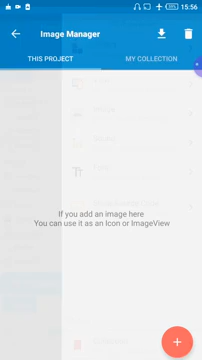 15:56
Image Manager
THIS PROJECT
MY COLLECTION
If you add an image here
You can use it as an Icon or ImageView